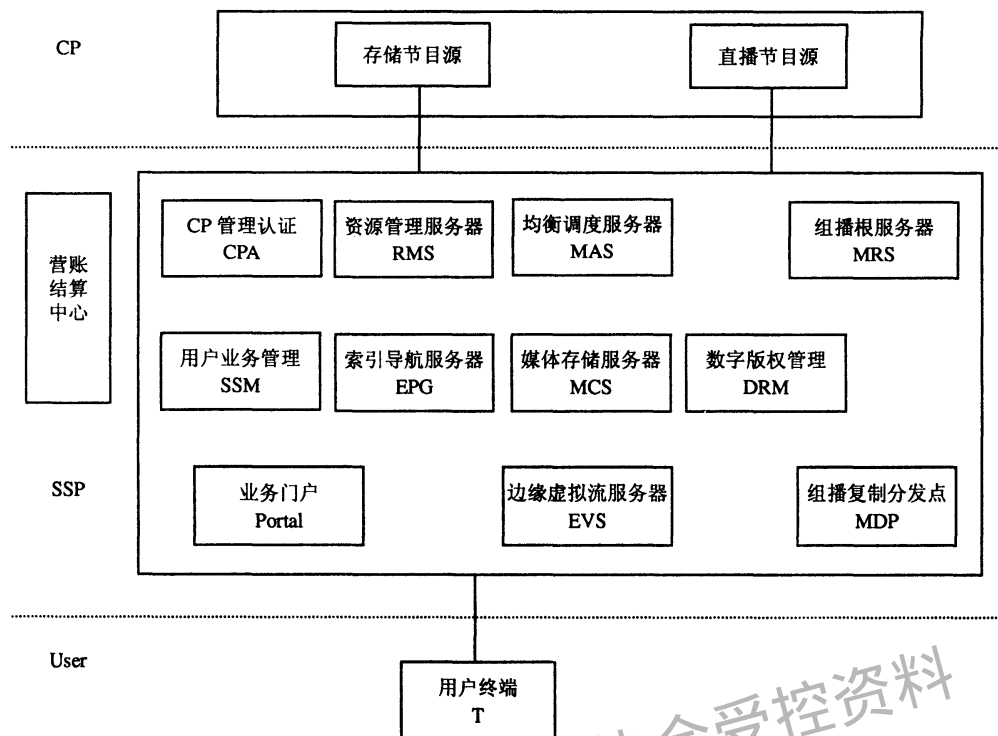 CP
存储节目源
直播节目源
营账
结算
中心
CP 管理认证
CPA
资源管理服务器
RMS
均衡调度服务器
MAS
组播根服务器
MRS
用户业务管理
SSM
索引导航服务器
EPG
媒体存储服务器
MCS
数字版权管理
DRM
SSP
业务门户
Portal
边缘虚拟流服务器
EVS
组播复制分发点
MDP
User
用户终端
T
受控资料